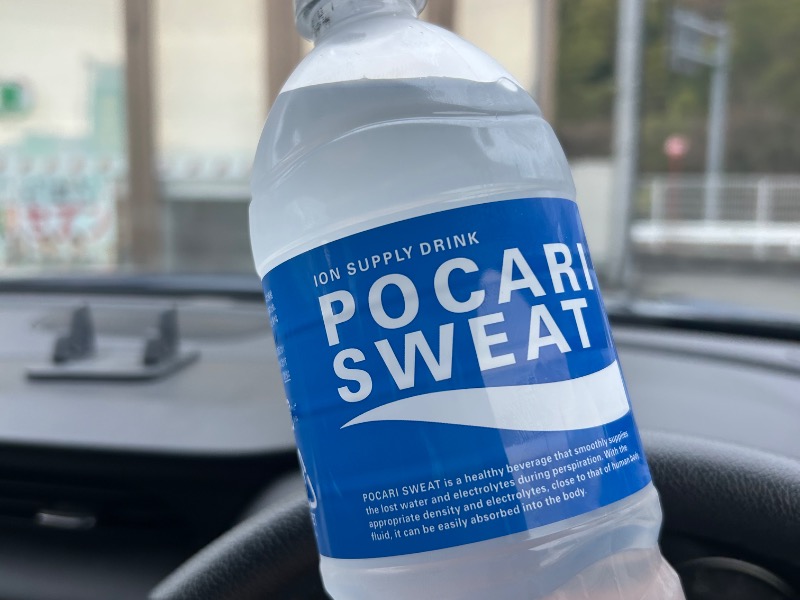 ION SUPPLY DRINK
POCARI
SWEAT
POCARI SWEAT is a healthy beverage that smoothly supplies
the lost water and electrolytes during perspiration. With the
appropriate density and electrolytes, close to that of human body
fluid, it can be easily absorbed into the body.